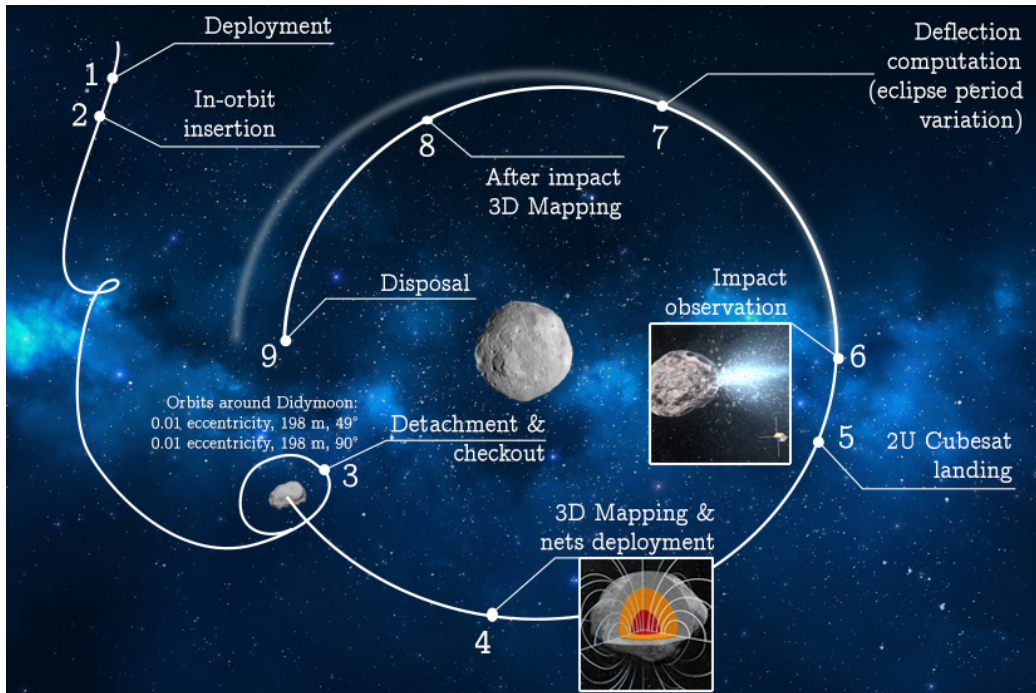 Deployment
1
2
In-orbit
insertion
Deflection
computation
(eclipse period
variation)
7
8
After impact
3D Mapping
Disposal
9
Impact
observation
6
Orbits around Didymoon:
0.01 eccentricity, 198 m, 49°
0.01 eccentricity, 198 m, 90°
Detachment &
checkout
3
5
2U Cubesat
landing
3D Mapping &
nets deployment
4